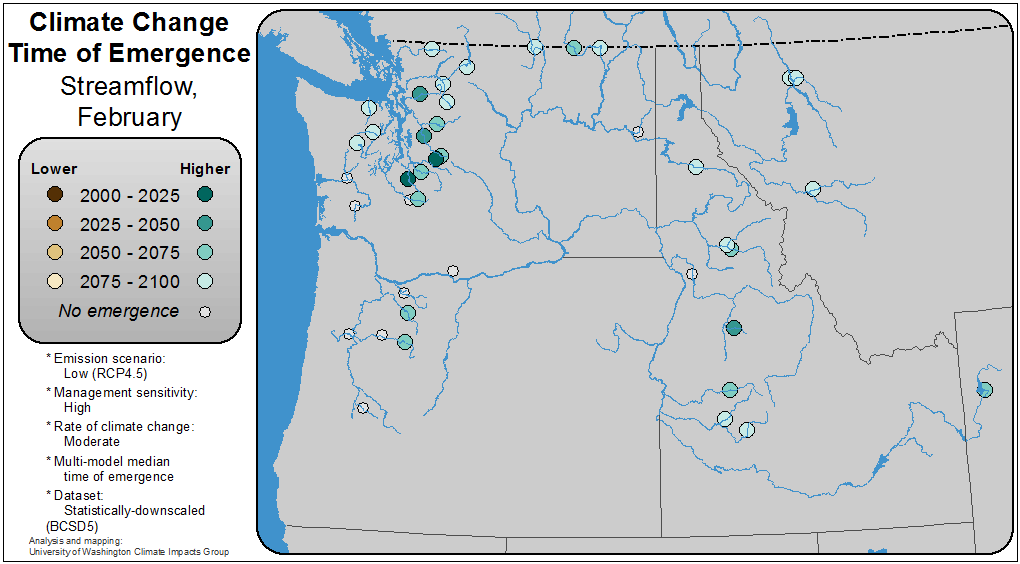 Climate Change
Time of Emergence
Streamflow,
February
Lower Higher
2000 - 2025
2025 - 2050
2050 - 2075
2075 - 2100
No emergence
* Emission scenario:
Low (RCP4.5)
* Management sensitivity:
High
* Rate of climate change:
Moderate
* Multi-model median
time of emergence
* Dataset:
Statistically-downscaled
(BCSD5)
Analysis and mapping:
University of Washington Climate Impacts Group